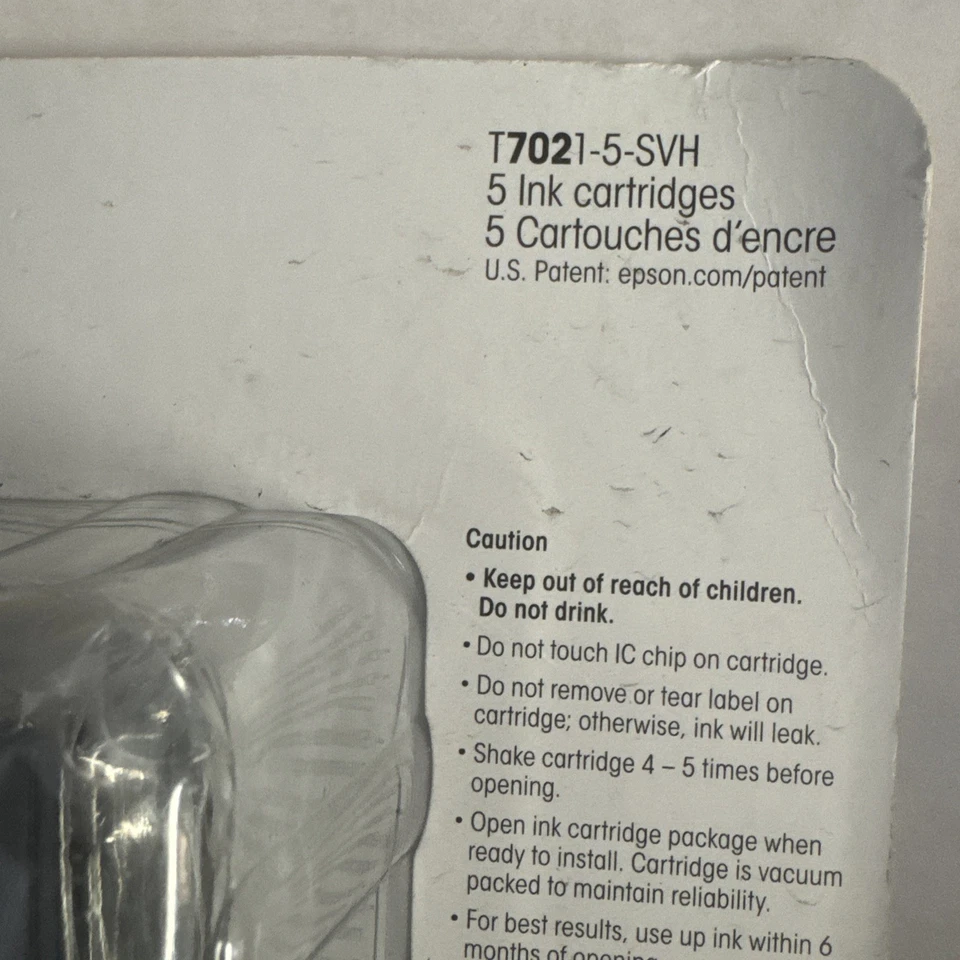 T7021-5-SVH
5 Ink cartridges
5 Cartouches d'encre
U.S. Patent: epson.com/patent
Caution
• Keep out of reach of children.
Do not drink.
• Do not touch IC chip on cartridge.
• Do not remove or tear label on
cartridge; otherwise, ink will leak.
• Shake cartridge 4 – 5 times before
opening.
• Open ink cartridge package when
ready to install. Cartridge is vacuum
packed to maintain reliability.
• For best results, use up ink within 6
months of opening